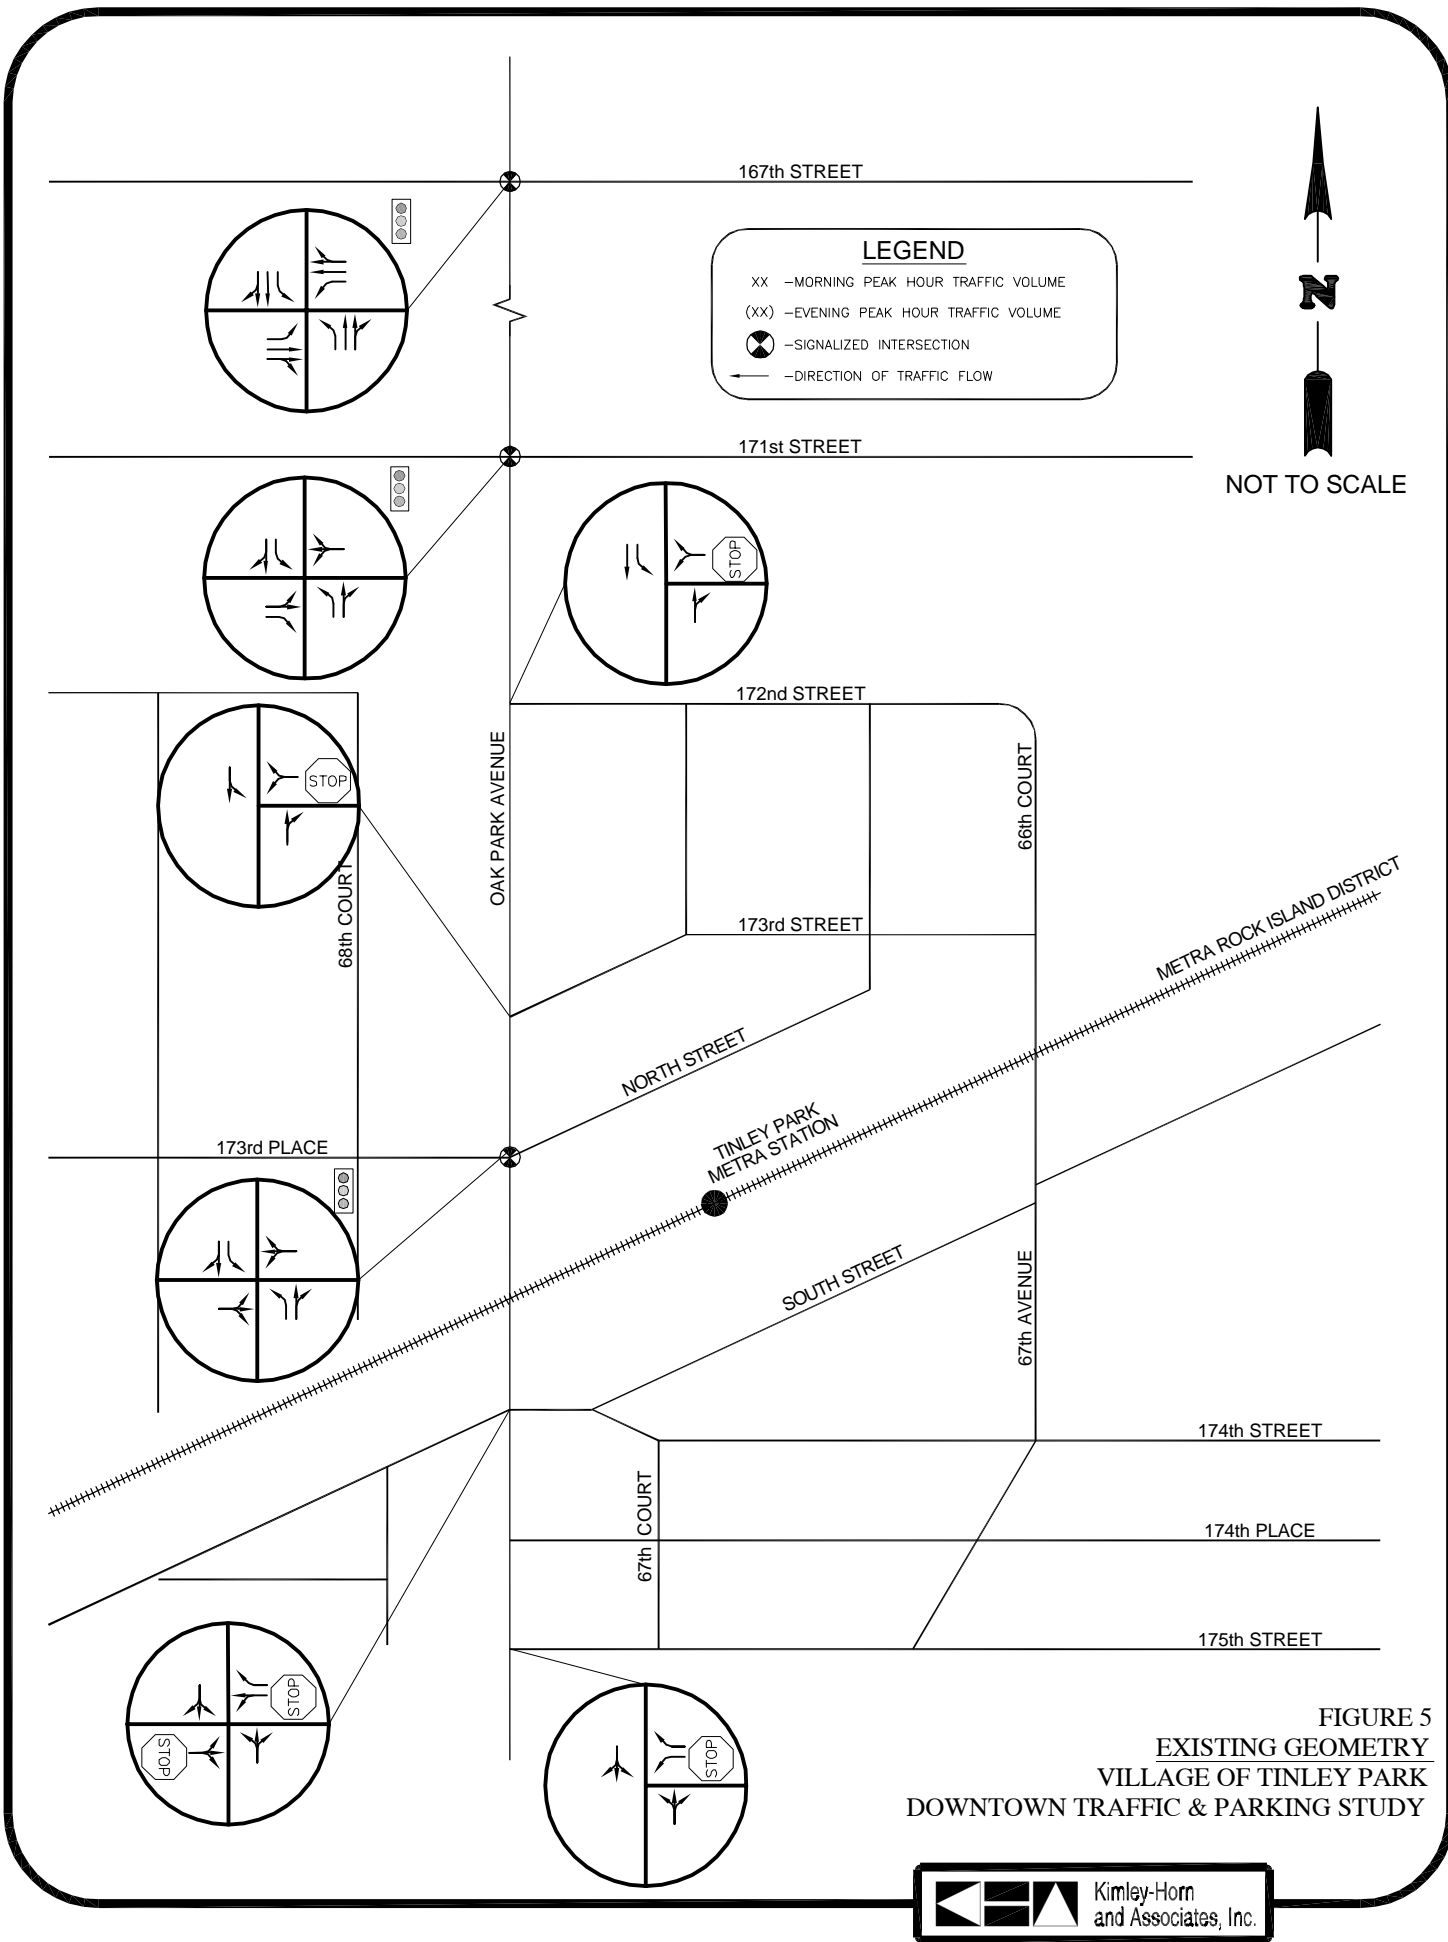 167th STREET
LEGEND
XX –MORNING PEAK HOUR TRAFFIC VOLUME
(XX) –EVENING PEAK HOUR TRAFFIC VOLUME
–SIGNALIZED INTERSECTION
–DIRECTION OF TRAFFIC FLOW
N
NOT TO SCALE
171st STREET
STOP
172nd STREET
OAK PARK AVENUE
66th COURT
STOP
68th COURT
173rd STREET
METRA ROCK ISLAND DISTRICT
NORTH STREET
TINLEY PARK
METRA STATION
173rd PLACE
SOUTH STREET
67th AVENUE
174th STREET
67th COURT
174th PLACE
175th STREET
STOP
STOP
STOP
FIGURE 5
EXISTING GEOMETRY
VILLAGE OF TINLEY PARK
DOWNTOWN TRAFFIC & PARKING STUDY
Kimley-Horn
and Associates, Inc.